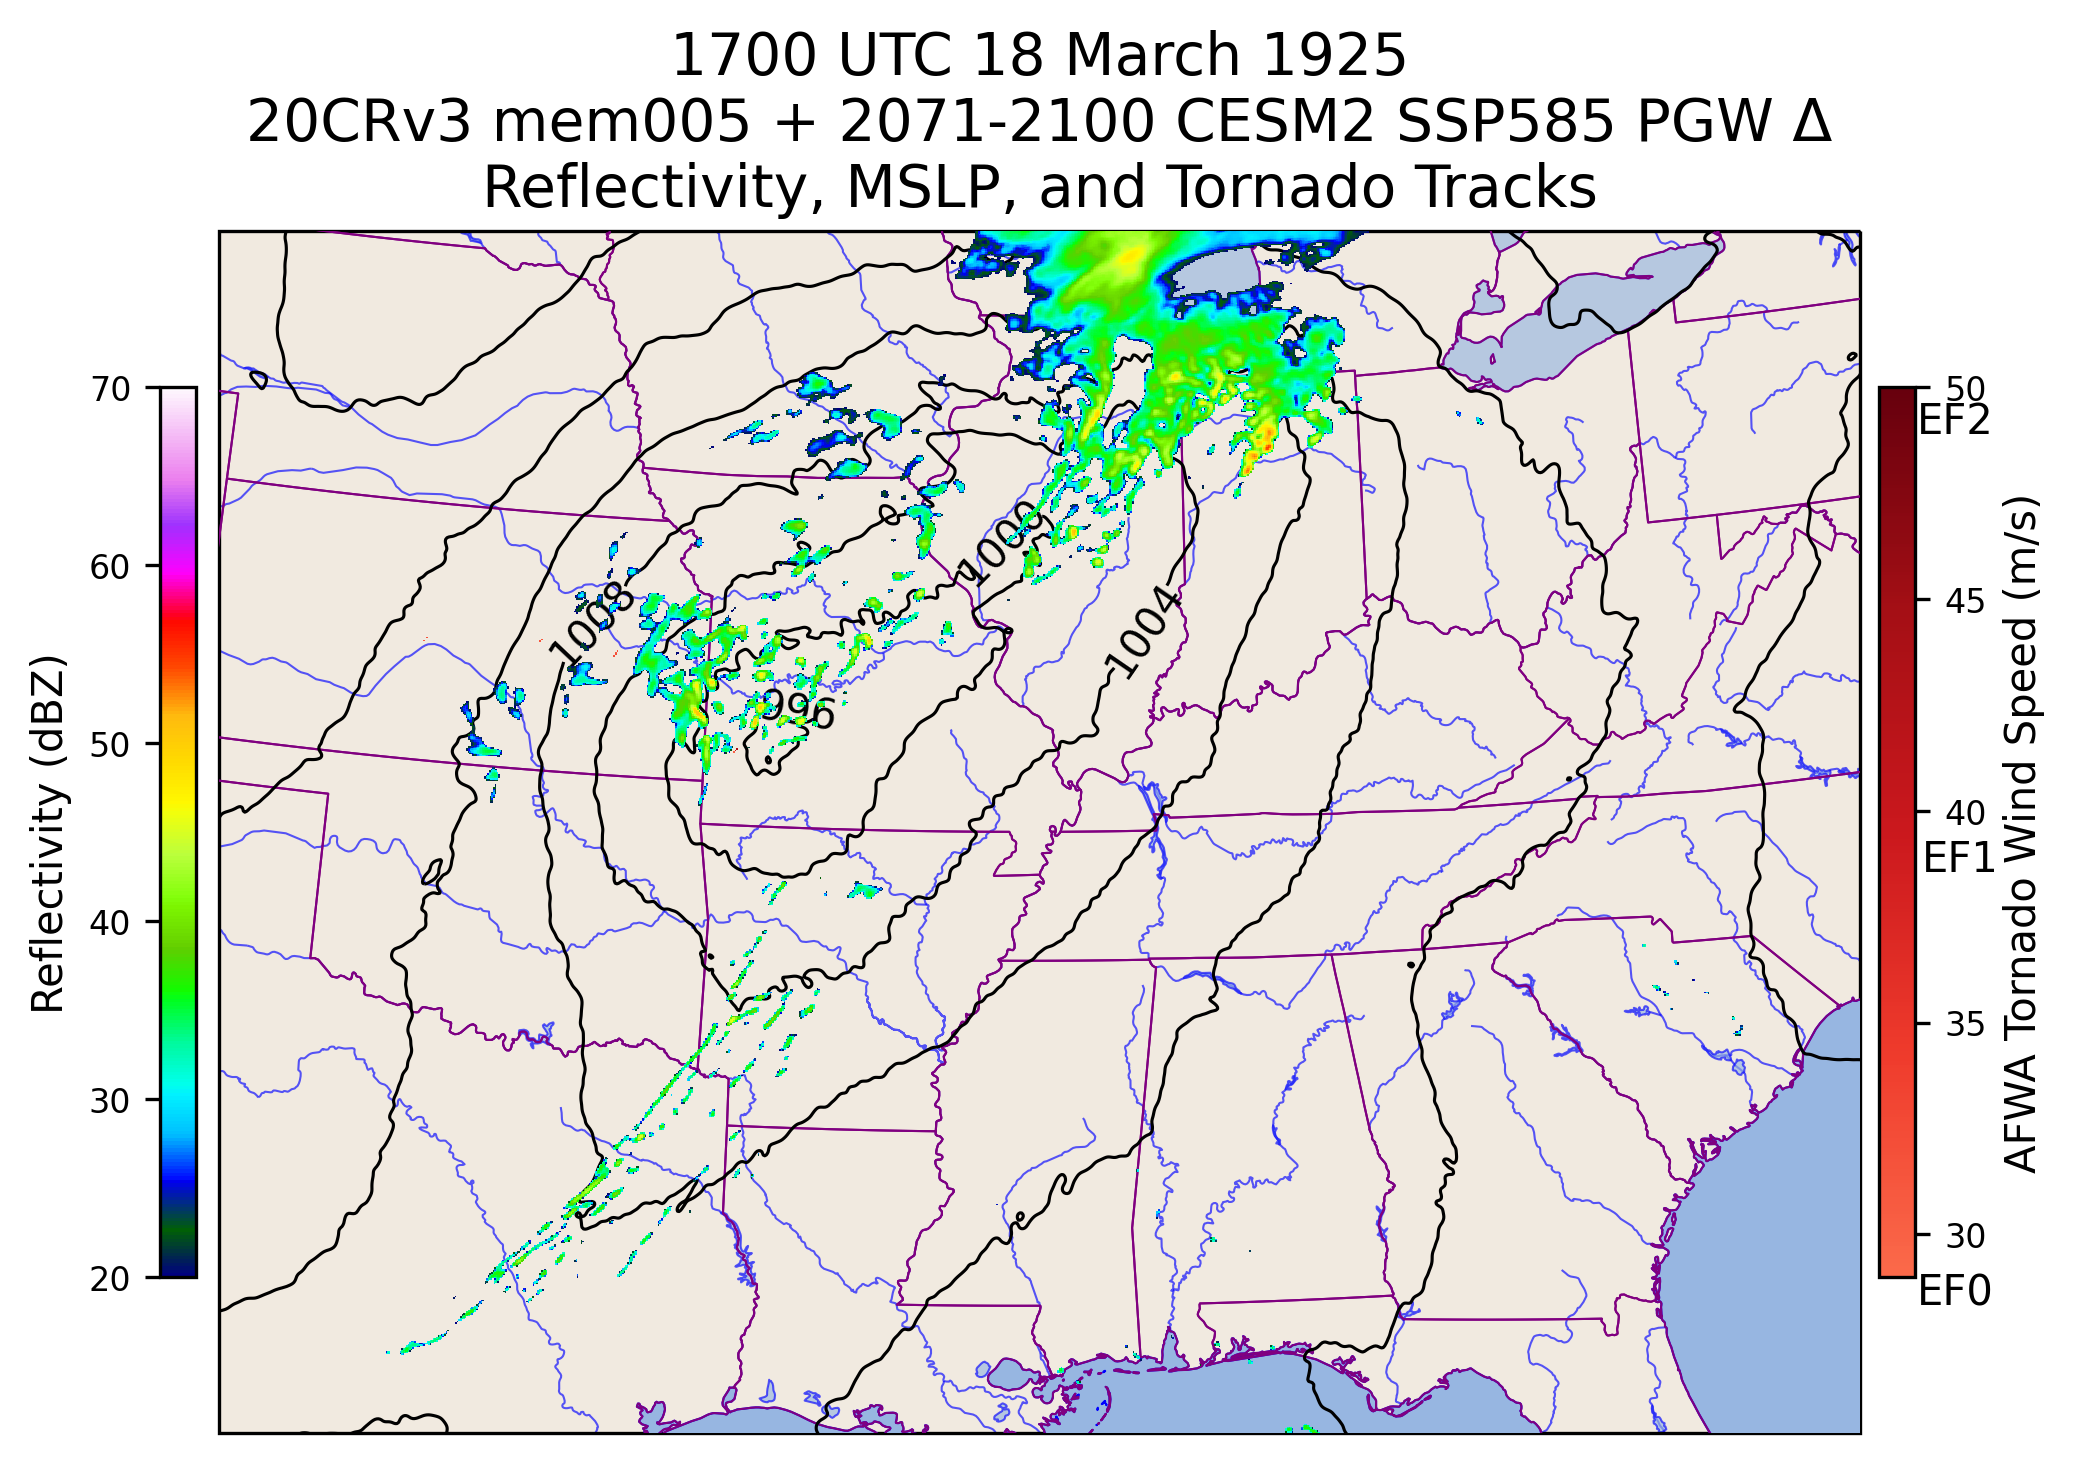 1700 UTC 18 March 1925
20CRv3 mem005 + 2071-2100 CESM2 SSP585 PGW Δ
Reflectivity, MSLP, and Tornado Tracks
70
60
50
40
30
20
Reflectivity (dBZ)
1008
1000
1004
996
50
EF2
45
40
EF1
35
30
EF0
AFWA Tornado Wind Speed (m/s)